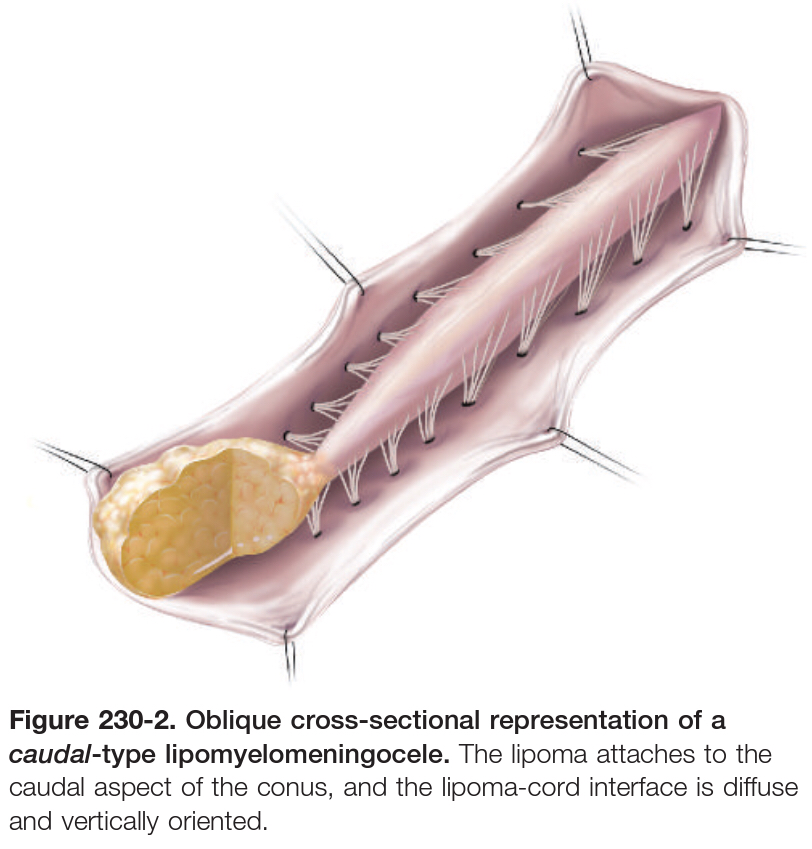 Figure 230-2. Oblique cross-sectional representation of a
caudal-type lipomyelomeningocele. The lipoma attaches to the
caudal aspect of the conus, and the lipoma-cord interface is diffuse
and vertically oriented.